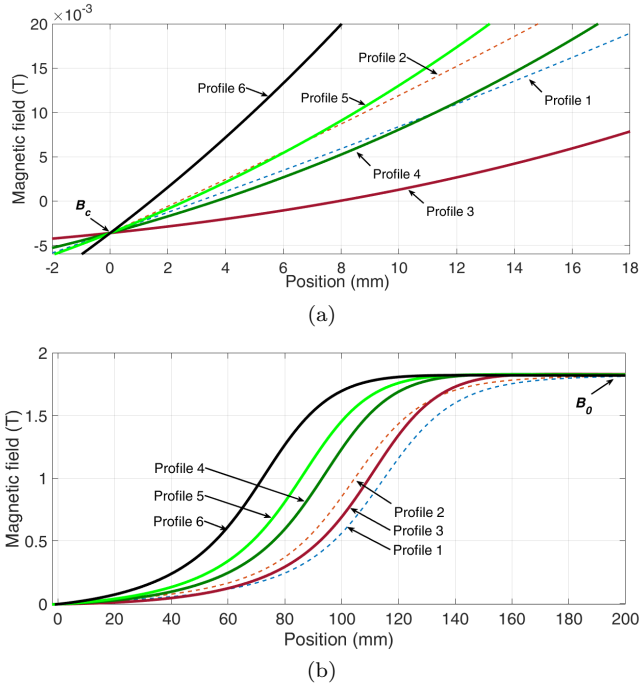 ×10⁻³
20
15
10
5
0
-5
Magnetic field (T)
Profile 6
Profile 2
Profile 5
Profile 1
Profile 4
Profile 3
B_c
-2 0 2 4 6 8 10 12 14 16 18
Position (mm)
(a)
2
1.5
1
0.5
0
Magnetic field (T)
B_0
Profile 4
Profile 5
Profile 6
Profile 2
Profile 3
Profile 1
0 20 40 60 80 100 120 140 160 180 200
Position (mm)
(b)